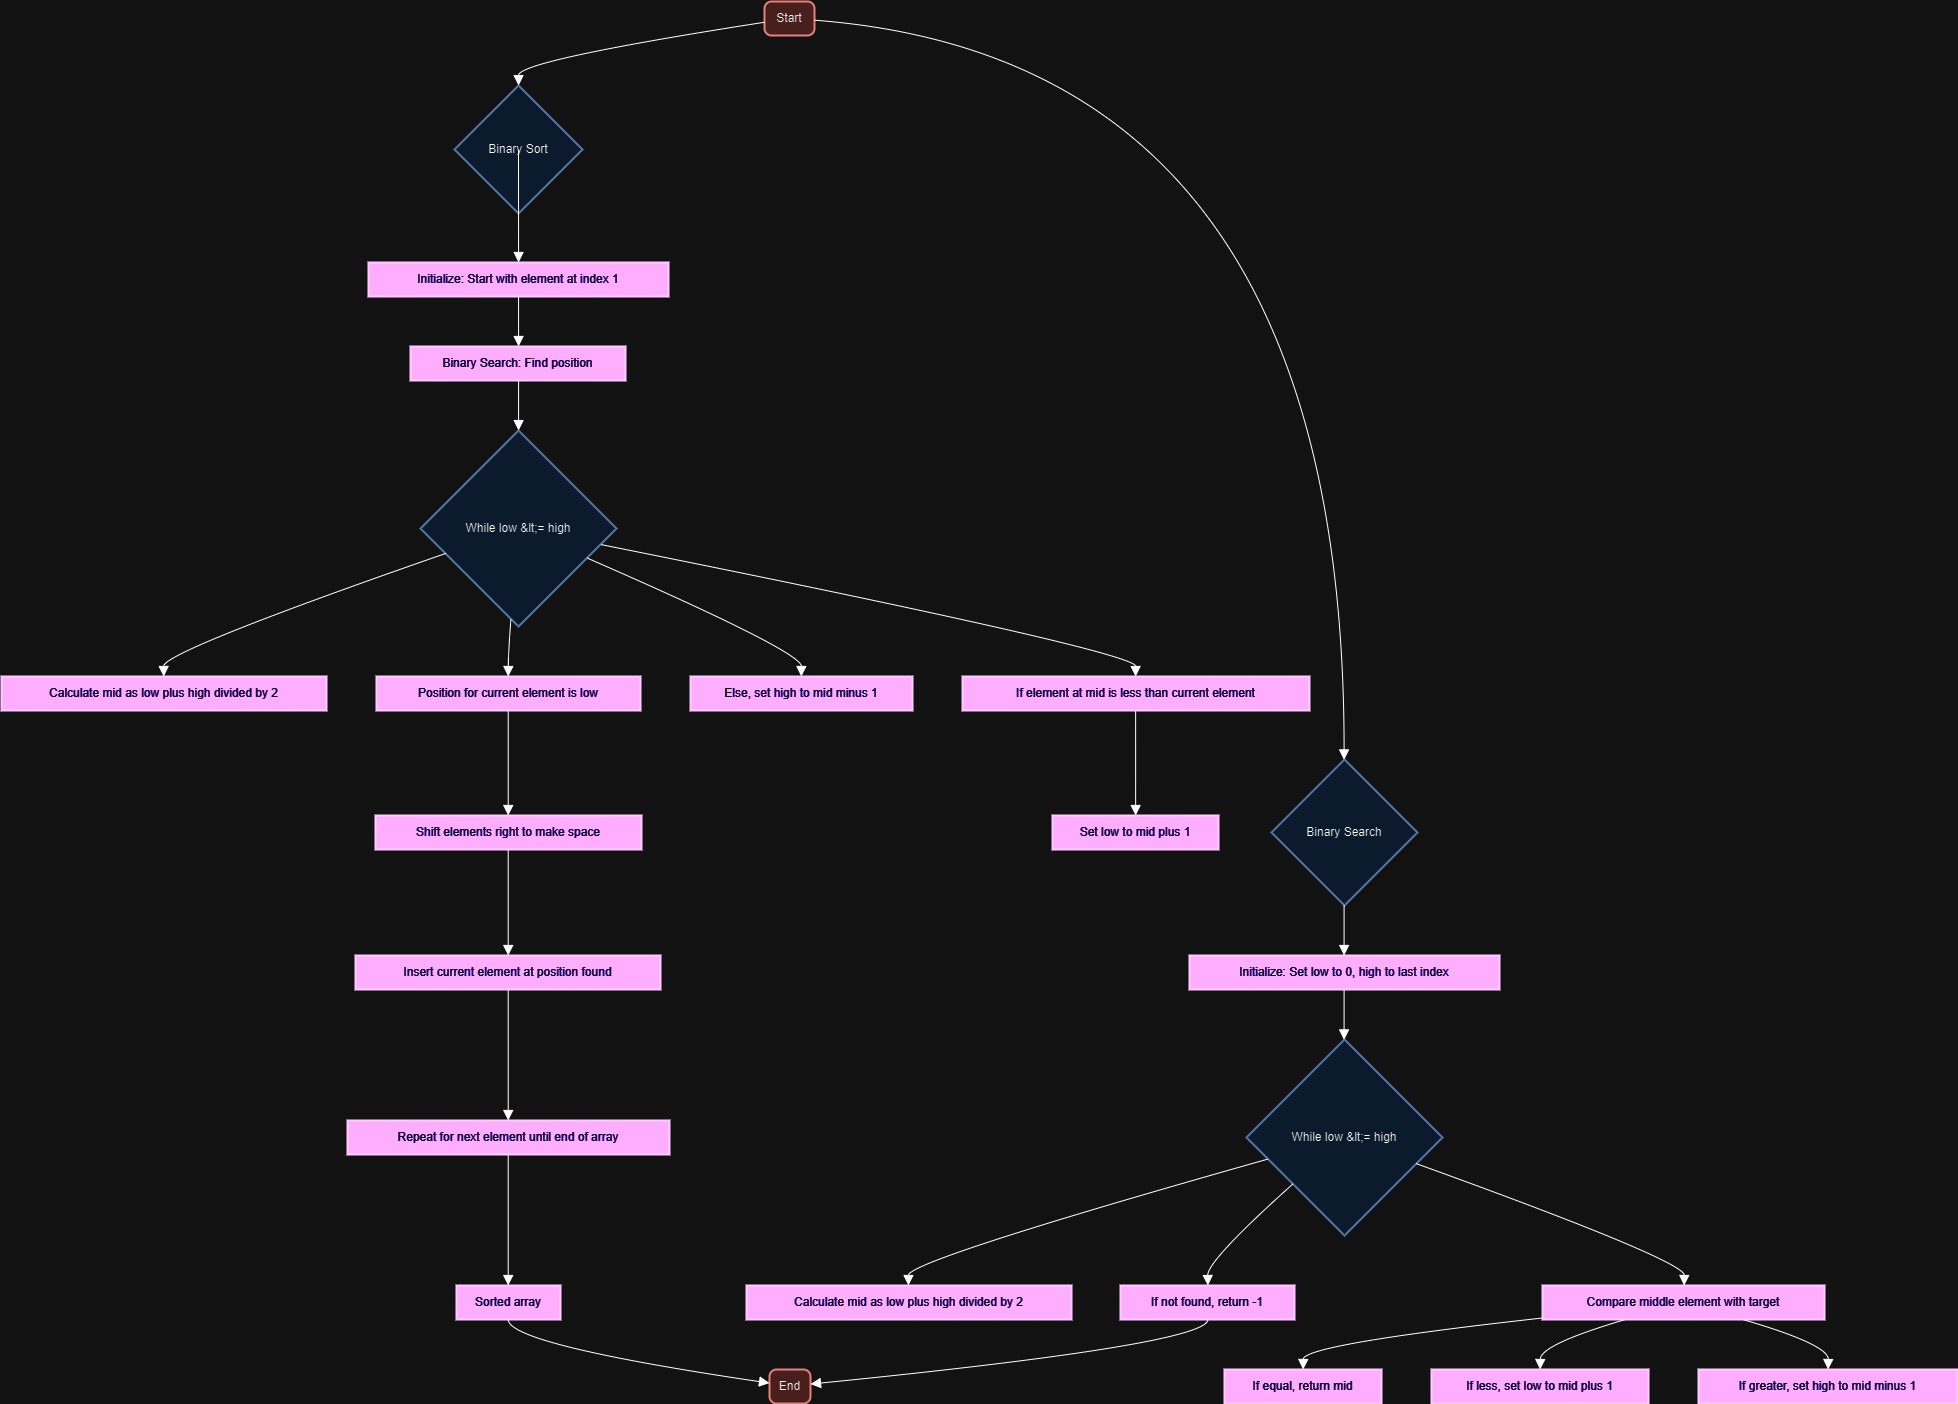 Start
Binary Sort
Initialize: Start with element at index 1
Binary Search: Find position
While low &lt;= high
Calculate mid as low plus high divided by 2
Position for current element is low
Else, set high to mid minus 1
If element at mid is less than current element
Shift elements right to make space
Set low to mid plus 1
Binary Search
Insert current element at position found
Initialize: Set low to 0, high to last index
Repeat for next element until end of array
While low &lt;= high
Sorted array
Calculate mid as low plus high divided by 2
If not found, return -1
Compare middle element with target
End
If equal, return mid
If less, set low to mid plus 1
If greater, set high to mid minus 1